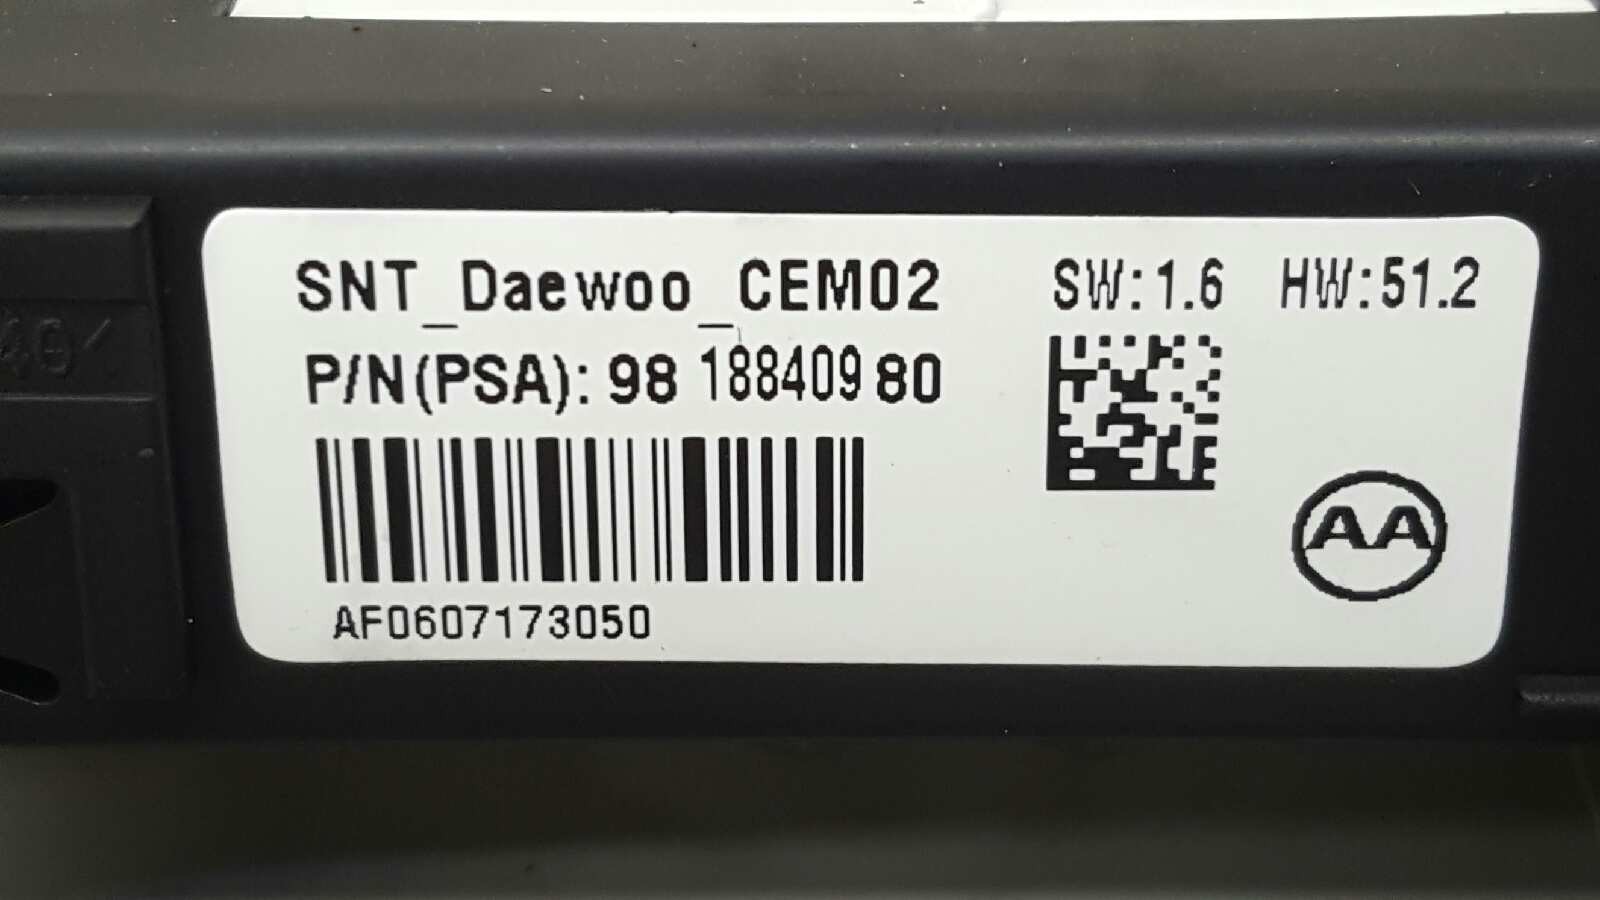 SNT_Daewoo_CEM02 SW:1.6 HW:51.2
P/N(PSA): 98 188409 80
AF0607173050
AA